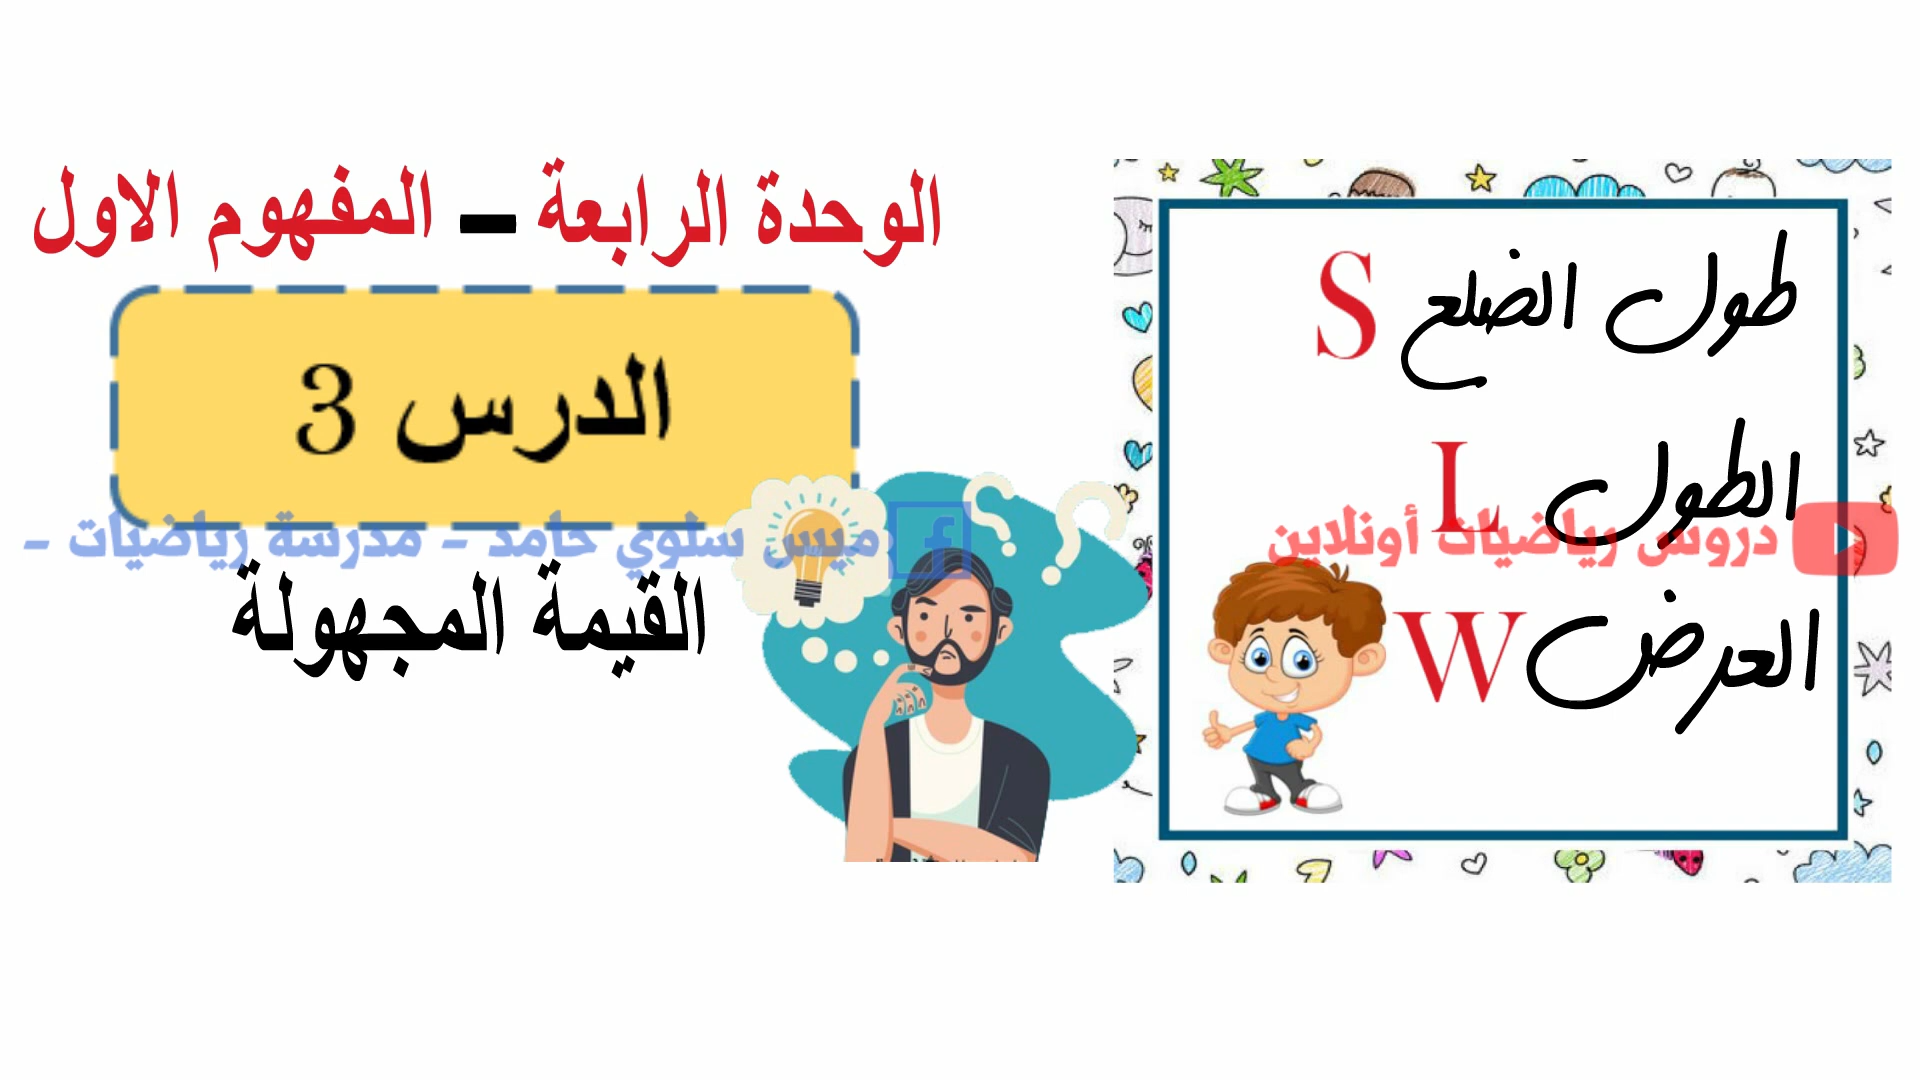 الوحدة الرابعة – المفهوم الاول
الدرس 3
ميس سلوي حامد - مدرسة رياضيات -
القيمة المجهولة
طول الضلع S
الطول L
دروس رياضيات أونلاين
العرض W